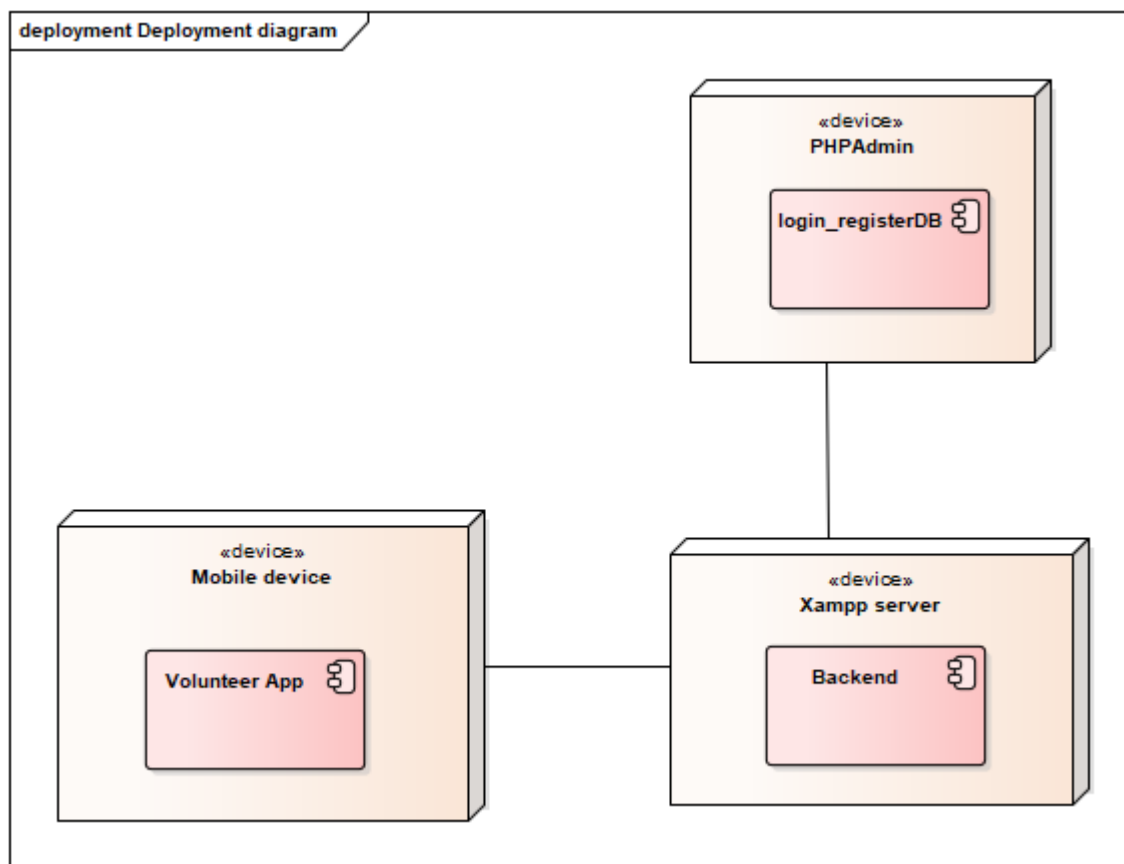 deployment Deployment diagram
«device»
PHPAdmin
login_registerDB
«device»
Mobile device
Volunteer App
«device»
Xampp server
Backend